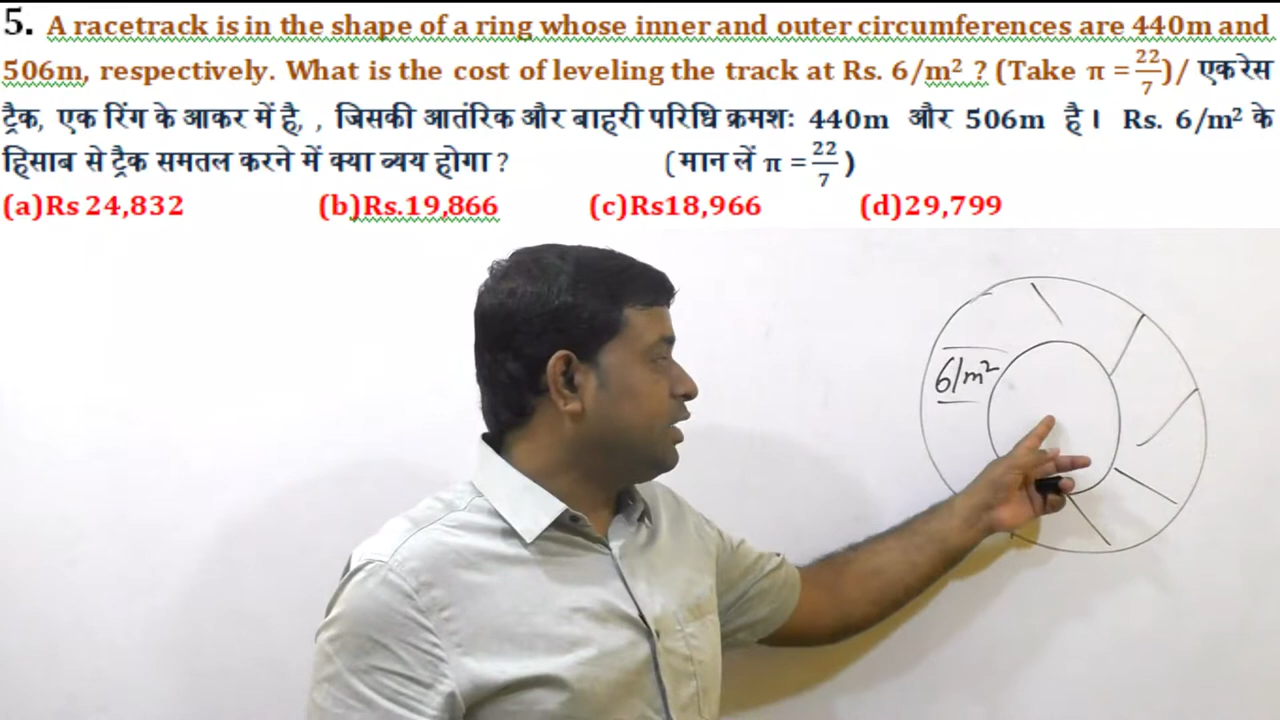 5. A racetrack is in the shape of a ring whose inner and outer circumferences are 440m and
506m, respectively. What is the cost of leveling the track at Rs. 6/m² ? (Take π = 22/7)/ एक रेस
ट्रैक, एक रिंग के आकर में है, , जिसकी आतंरिक और बाहरी परिधि क्रमशः 440m और 506m है। Rs. 6/m² के
हिसाब से ट्रैक समतल करने में क्या व्यय होगा ? (मान लें π = 22/7 )
(a)Rs 24,832 (b)Rs.19,866 (c)Rs18,966 (d)29,799
6/m²